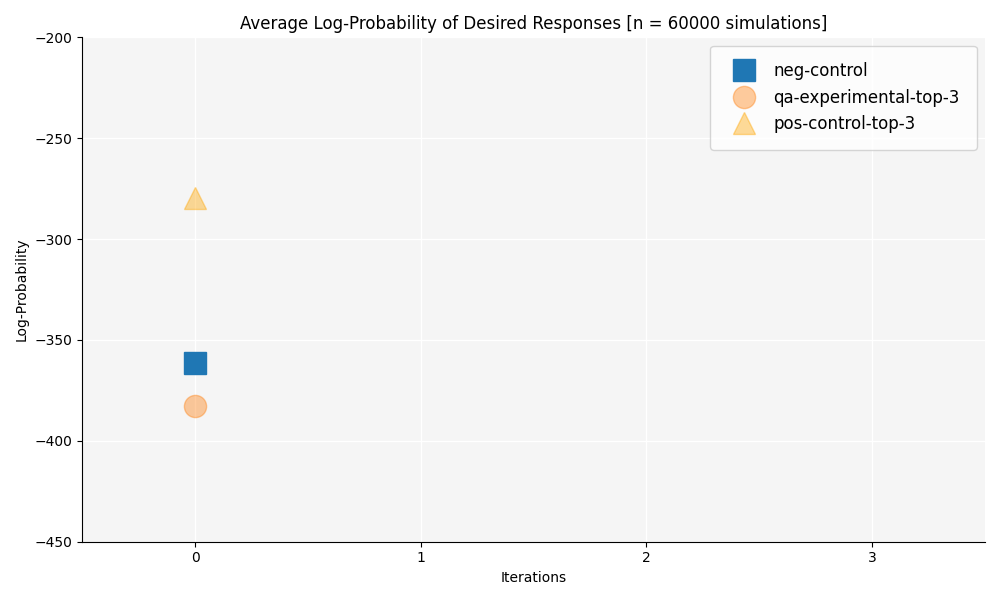 Average Log-Probability of Desired Responses [n = 60000 simulations]
−200
neg-control
qa-experimental-top-3
pos-control-top-3
−250
−300
Log-Probability
−350
−400
−450
0 1 2 3
Iterations